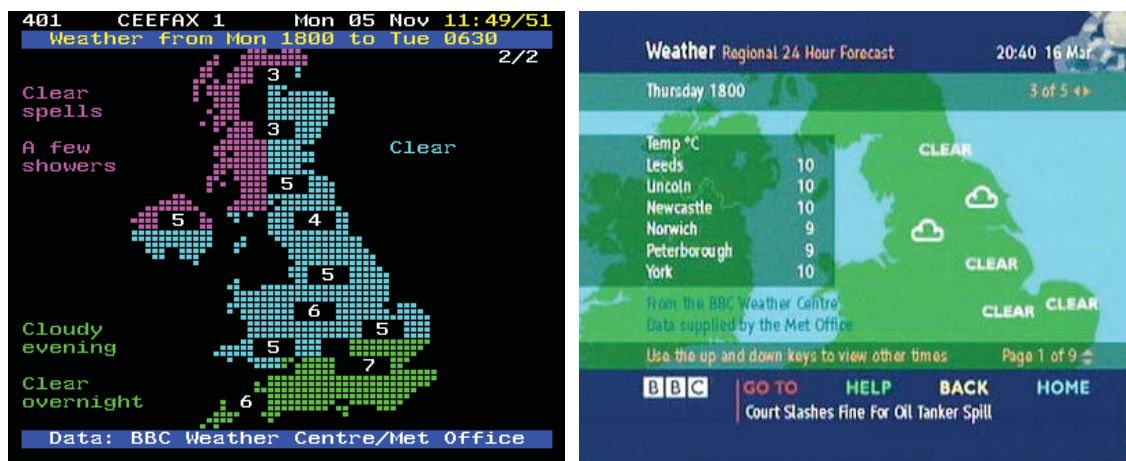 401 CEEFAX 1 Mon 05 Nov 11:49/51
Weather from Mon 1800 to Tue 0630
2/2
3
Clear
spells
3
A few
showers
Clear
5
5
4
5
6
Cloudy
evening
5
5
7
Clear
overnight
6
Data: BBC Weather Centre/Met Office
Weather Regional 24 Hour Forecast 20:40 16 Mar
Thursday 1800 3 of 5
Temp °C
Leeds 10
Lincoln 10
Newcastle 10
Norwich 9
Peterborough 9
York 10
CLEAR
CLEAR
CLEAR CLEAR
From the BBC Weather Centre
Data supplied by the Met Office
Use the up and down keys to view other times Page 1 of 9
BBC GO TO HELP BACK HOME
Court Slashes Fine For Oil Tanker Spill